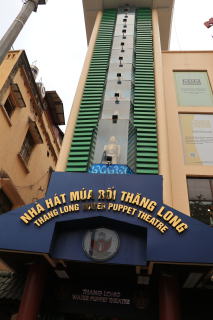 NHÀ HÁT MÚA RỐI THĂNG LONG
THANG LONG WATER PUPPET THEATRE
THANG LONG
WATER PUPPET THEATRE